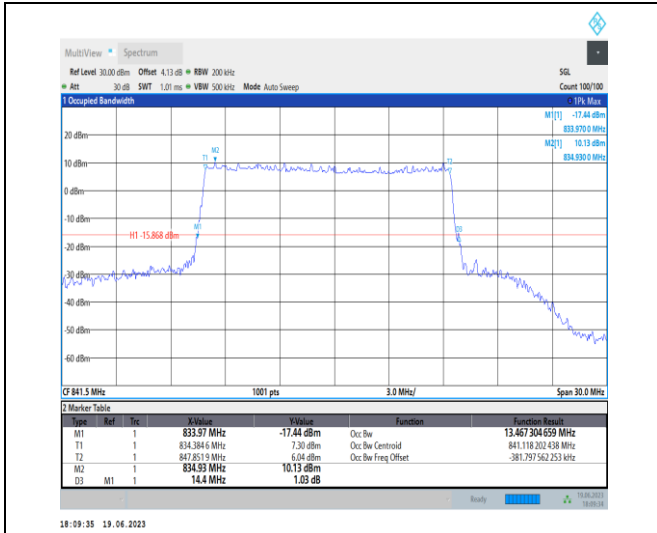 MultiView Spectrum
Ref Level 30.00 dBm Offset 4.13 dB RBW 200 kHz SGL
Att 30 dB SWT 1.01 ms VBW 500 kHz Mode Auto Sweep Count 100/100
1 Occupied Bandwidth 1Pk Max
M1[1] -17.44 dBm
833.9700 MHz
M2[1] 10.13 dBm
834.9300 MHz
20 dBm
M2
T1
T2
10 dBm
0 dBm
-10 dBm
M1
D3
H1 -15.868 dBm
-20 dBm
-30 dBm
-40 dBm
-50 dBm
-60 dBm
CF 841.5 MHz 1001 pts 3.0 MHz/ Span 30.0 MHz
2 Marker Table
Type Ref Trc X-Value Y-Value Function Function Result
M1 1 833.97 MHz -17.44 dBm Occ Bw 13.467 304 659 MHz
T1 1 834.384 6 MHz 7.30 dBm Occ Bw Centroid 841.118 202 438 MHz
T2 1 847.851 9 MHz 6.04 dBm Occ Bw Freq Offset -381.797 562 253 kHz
M2 1 834.93 MHz 10.13 dBm
D3 M1 1 14.4 MHz 1.03 dB
Ready 19.06.2023
18:09:34
18:09:35 19.06.2023